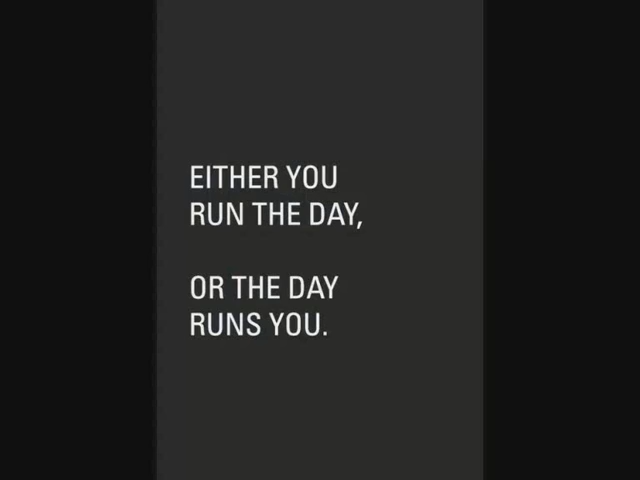 EITHER YOU
RUN THE DAY,
OR THE DAY
RUNS YOU.